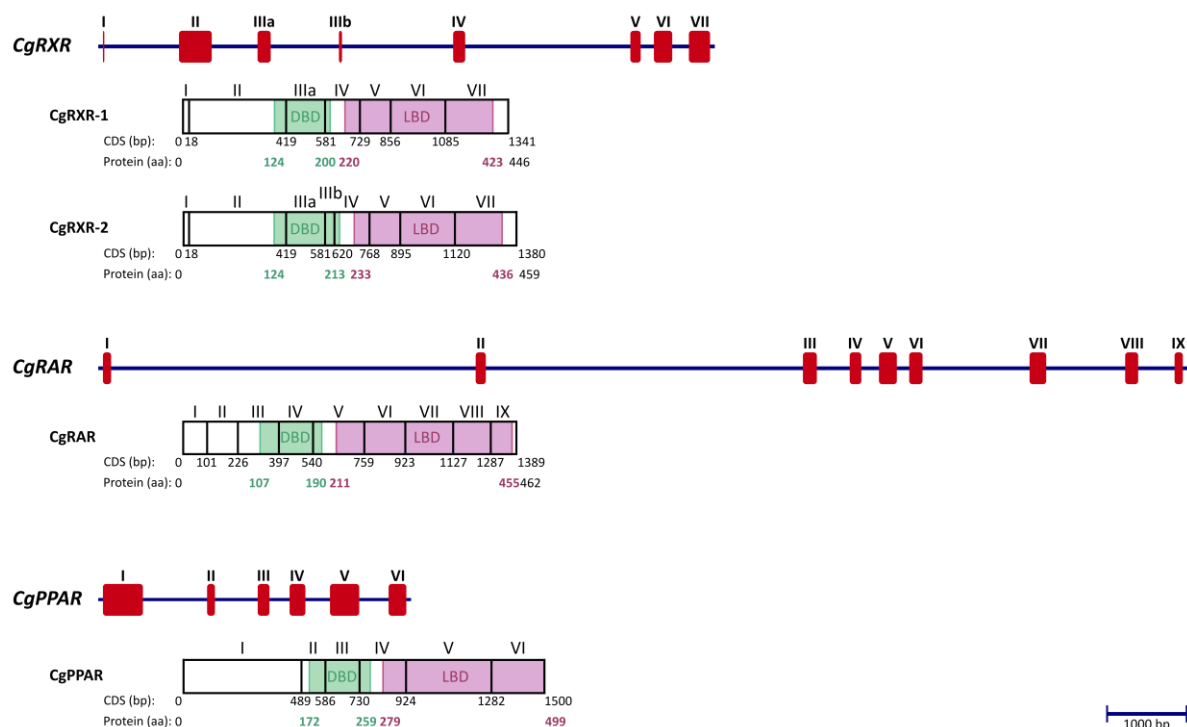 I II IIIa IIIb IV V VI VII
CgRXR
I II IIIa IV V VI VII
CgRXR-1 DBD LBD
CDS (bp): 0 18 419 581 729 856 1085 1341
Protein (aa): 0 124 200 220 423 446
I II IIIa IIIb IV V VI VII
CgRXR-2 DBD LBD
CDS (bp): 0 18 419 581 620 768 895 1120 1380
Protein (aa): 0 124 213 233 436 459
I II III IV V VI VII VIII IX
CgRAR
I II III IV V VI VII VIII IX
CgRAR DBD LBD
CDS (bp): 0 101 226 397 540 759 923 1127 1287 1389
Protein (aa): 0 107 190 211 455 462
I II III IV V VI
CgPPAR
I II III IV V VI
CgPPAR DBD LBD
CDS (bp): 0 489 586 730 924 1282 1500
Protein (aa): 0 172 259 279 499
1000 bp